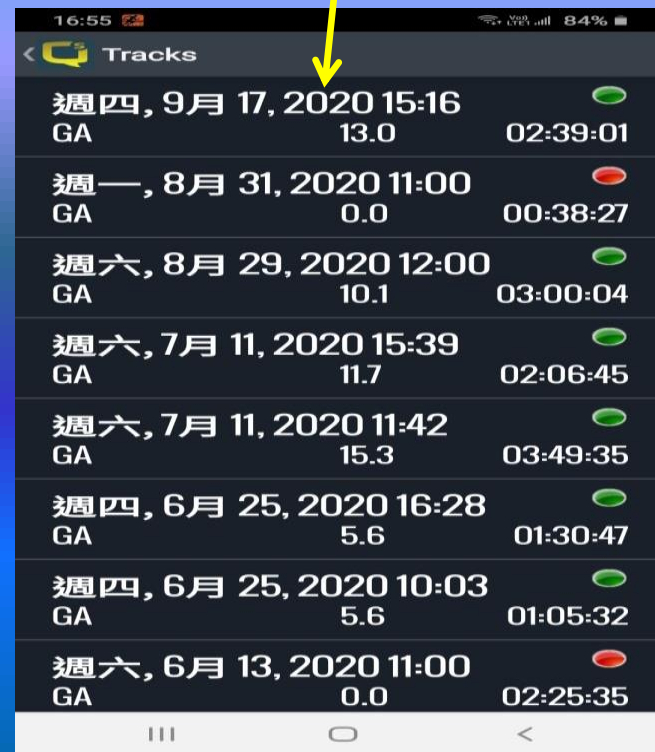 16:55 84%
Tracks
週四, 9月 17, 2020 15:16
GA 13.0 02:39:01
週一, 8月 31, 2020 11:00
GA 0.0 00:38:27
週六, 8月 29, 2020 12:00
GA 10.1 03:00:04
週六, 7月 11, 2020 15:39
GA 11.7 02:06:45
週六, 7月 11, 2020 11:42
GA 15.3 03:49:35
週四, 6月 25, 2020 16:28
GA 5.6 01:30:47
週四, 6月 25, 2020 10:03
GA 5.6 01:05:32
週六, 6月 13, 2020 11:00
GA 0.0 02:25:35